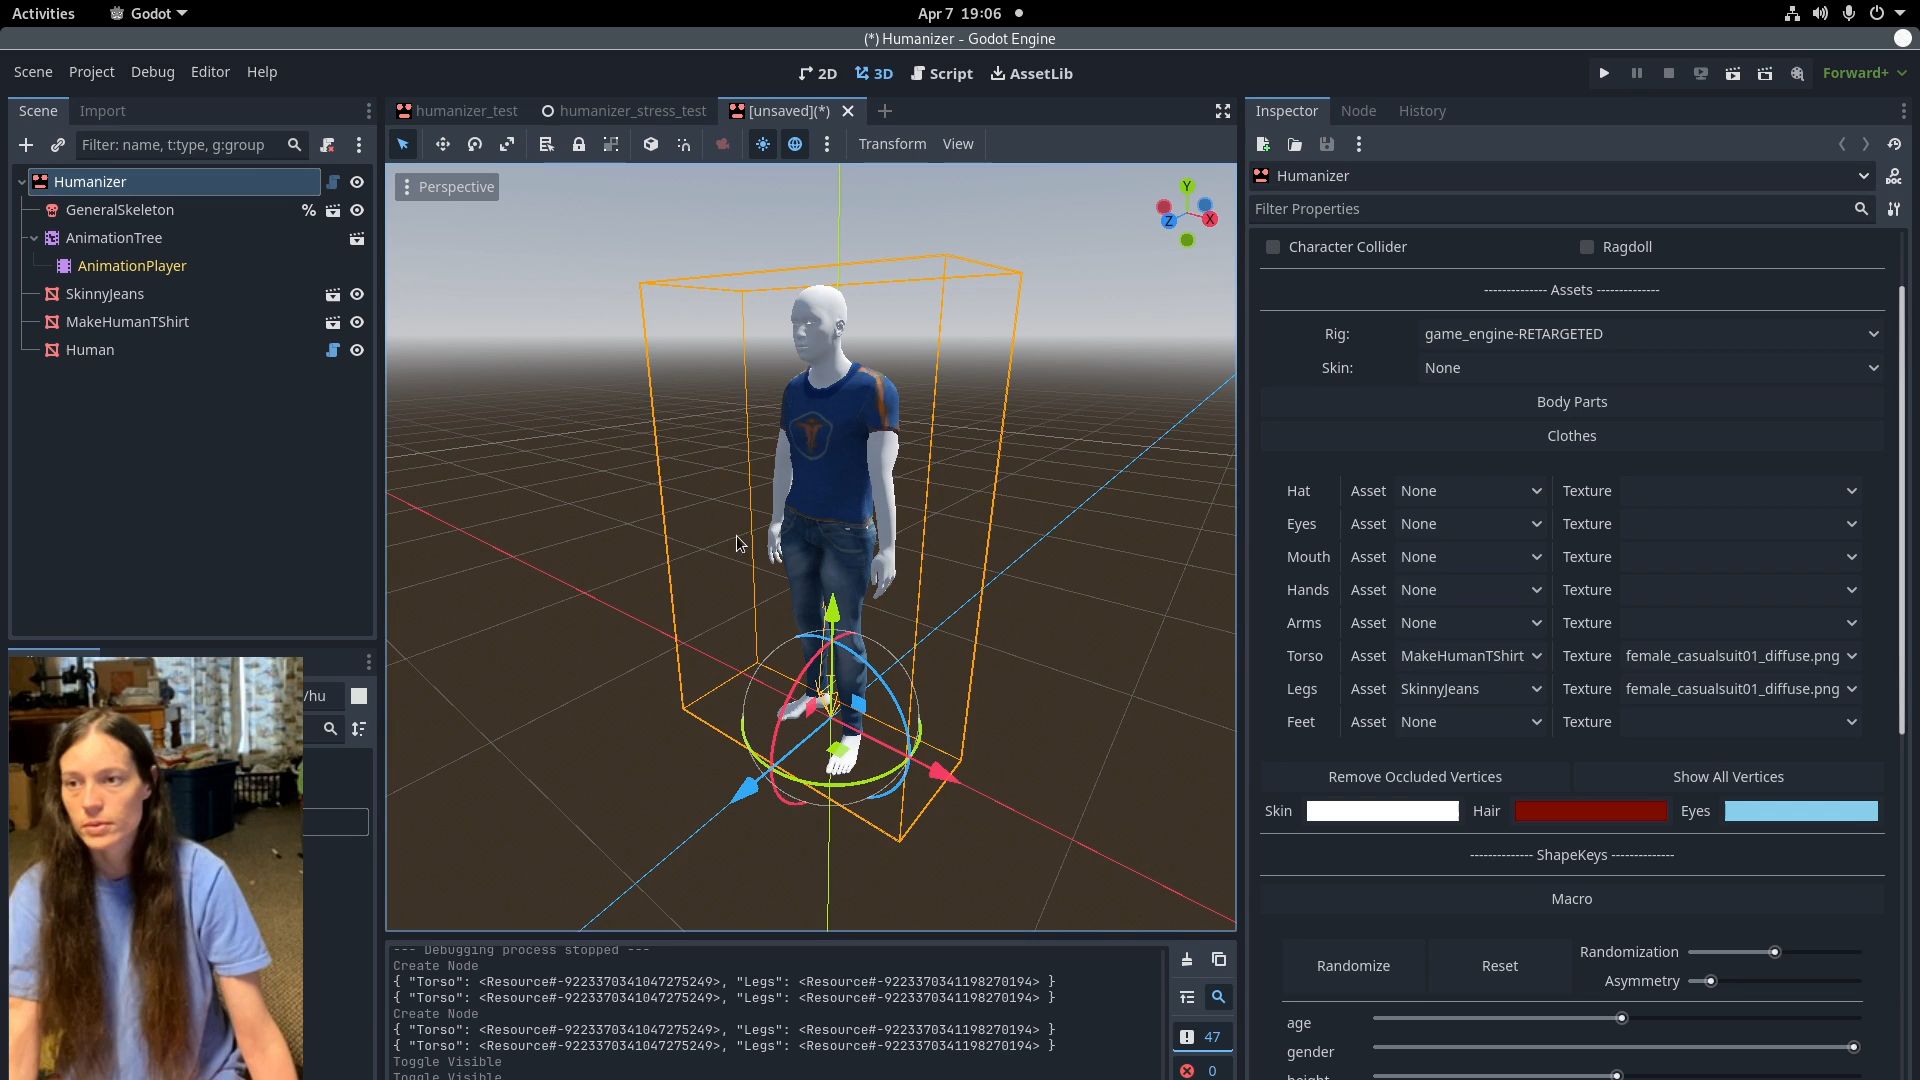 Activities Godot Apr 7 19:06
(*) Humanizer - Godot Engine
Scene Project Debug Editor Help 2D 3D Script AssetLib Forward+
Scene Import
Filter: name, t:type, g:group
Humanizer
GeneralSkeleton %
AnimationTree
AnimationPlayer
SkinnyJeans
MakeHumanTShirt
Human
/hu
humanizer_test humanizer_stress_test [unsaved](*)
Transform View
Perspective
Y
Z X
--- Debugging process stopped ---
Create Node
{ "Torso": <Resource#-9223370341047275249>, "Legs": <Resource#-9223370341198270194> }
{ "Torso": <Resource#-9223370341047275249>, "Legs": <Resource#-9223370341198270194> }
Create Node
{ "Torso": <Resource#-9223370341047275249>, "Legs": <Resource#-9223370341198270194> }
{ "Torso": <Resource#-9223370341047275249>, "Legs": <Resource#-9223370341198270194> }
Toggle Visible
Toggle Visible
47
0
Inspector Node History
Humanizer DOC
Filter Properties
Character Collider Ragdoll
-------------- Assets --------------
Rig: game_engine-RETARGETED
Skin: None
Body Parts
Clothes
Hat Asset None Texture
Eyes Asset None Texture
Mouth Asset None Texture
Hands Asset None Texture
Arms Asset None Texture
Torso Asset MakeHumanTShirt Texture female_casualsuit01_diffuse.png
Legs Asset SkinnyJeans Texture female_casualsuit01_diffuse.png
Feet Asset None Texture
Remove Occluded Vertices Show All Vertices
Skin Hair Eyes
-------------- ShapeKeys --------------
Macro
Randomize Reset Randomization
Asymmetry
age
gender
height